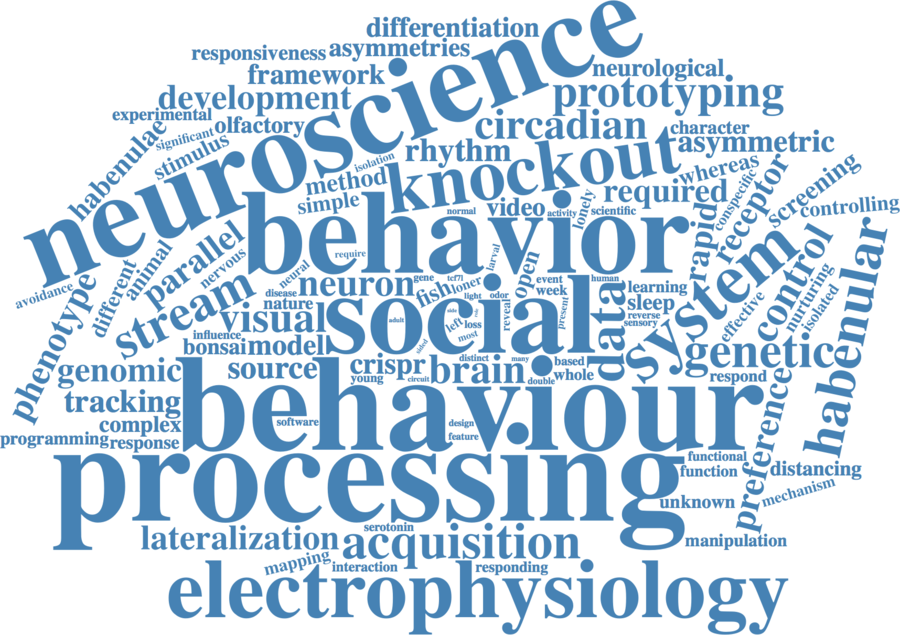 differentiation
responsiveness
asymmetries
neuroscience
framework
neurological
development
prototyping
experimental
olfactory
circadian
character
significant
habenulae
stimulus
isolation
rhythm
knockout
asymmetric
whereas
method
simple
required
conspecific
receptor
screening
normal
video
activity
lonely
scientific
rapid
controlling
behavior
parallel
nervous
animal
different
avoidance
phenotype
stream
neural
require
neuron
disease
nature
gene
tcf7l
fish
loner
larval
light
odor
open
event
week
human
learning
sleep
reverse
sensory
data
system
control
nurturing
isolated
effective
habenular
visual
influence
social
adult
side
left
loss
most
sided
reveal
present
bonsai
modell
genomic
source
crispr
young
circuit
brain
distinct
many
double
based
whole
genetic
respond
tracking
complex
programming
response
behaviour
software
design
feature
preference
functional
function
distancing
mechanism
processing
unknown
manipulation
serotonin
lateralization
acquisition
mapping
interaction
responding
electrophysiology